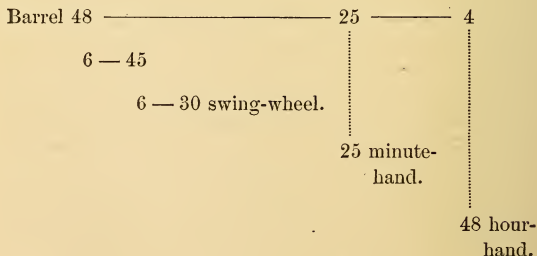 Barrel 48 ——— 25 —— 4
6 — 45
6 — 30 swing-wheel.
25 minute-
hand.
48 hour-
hand.